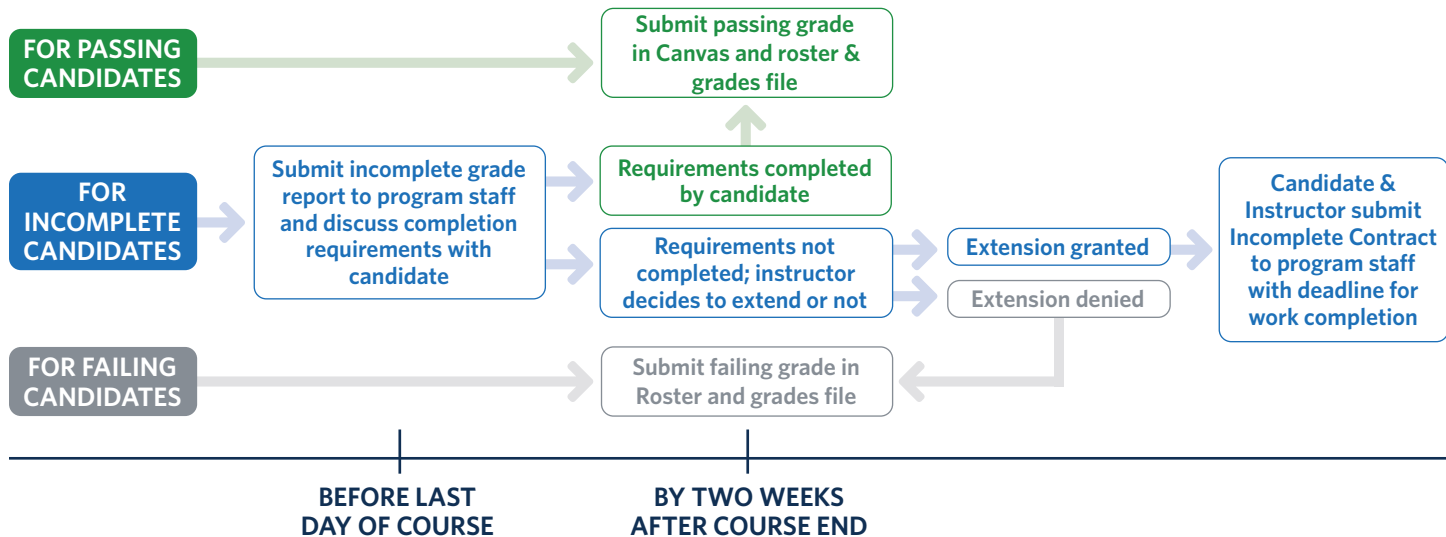 FOR PASSING
CANDIDATES
Submit passing grade
in Canvas and roster &
grades file
FOR
INCOMPLETE
CANDIDATES
Submit incomplete grade
report to program staff
and discuss completion
requirements with
candidate
Requirements completed
by candidate
Requirements not
completed; instructor
decides to extend or not
Extension granted
Extension denied
Candidate &
Instructor submit
Incomplete Contract
to program staff
with deadline for
work completion
FOR FAILING
CANDIDATES
Submit failing grade in
Roster and grades file
BEFORE LAST
DAY OF COURSE
BY TWO WEEKS
AFTER COURSE END